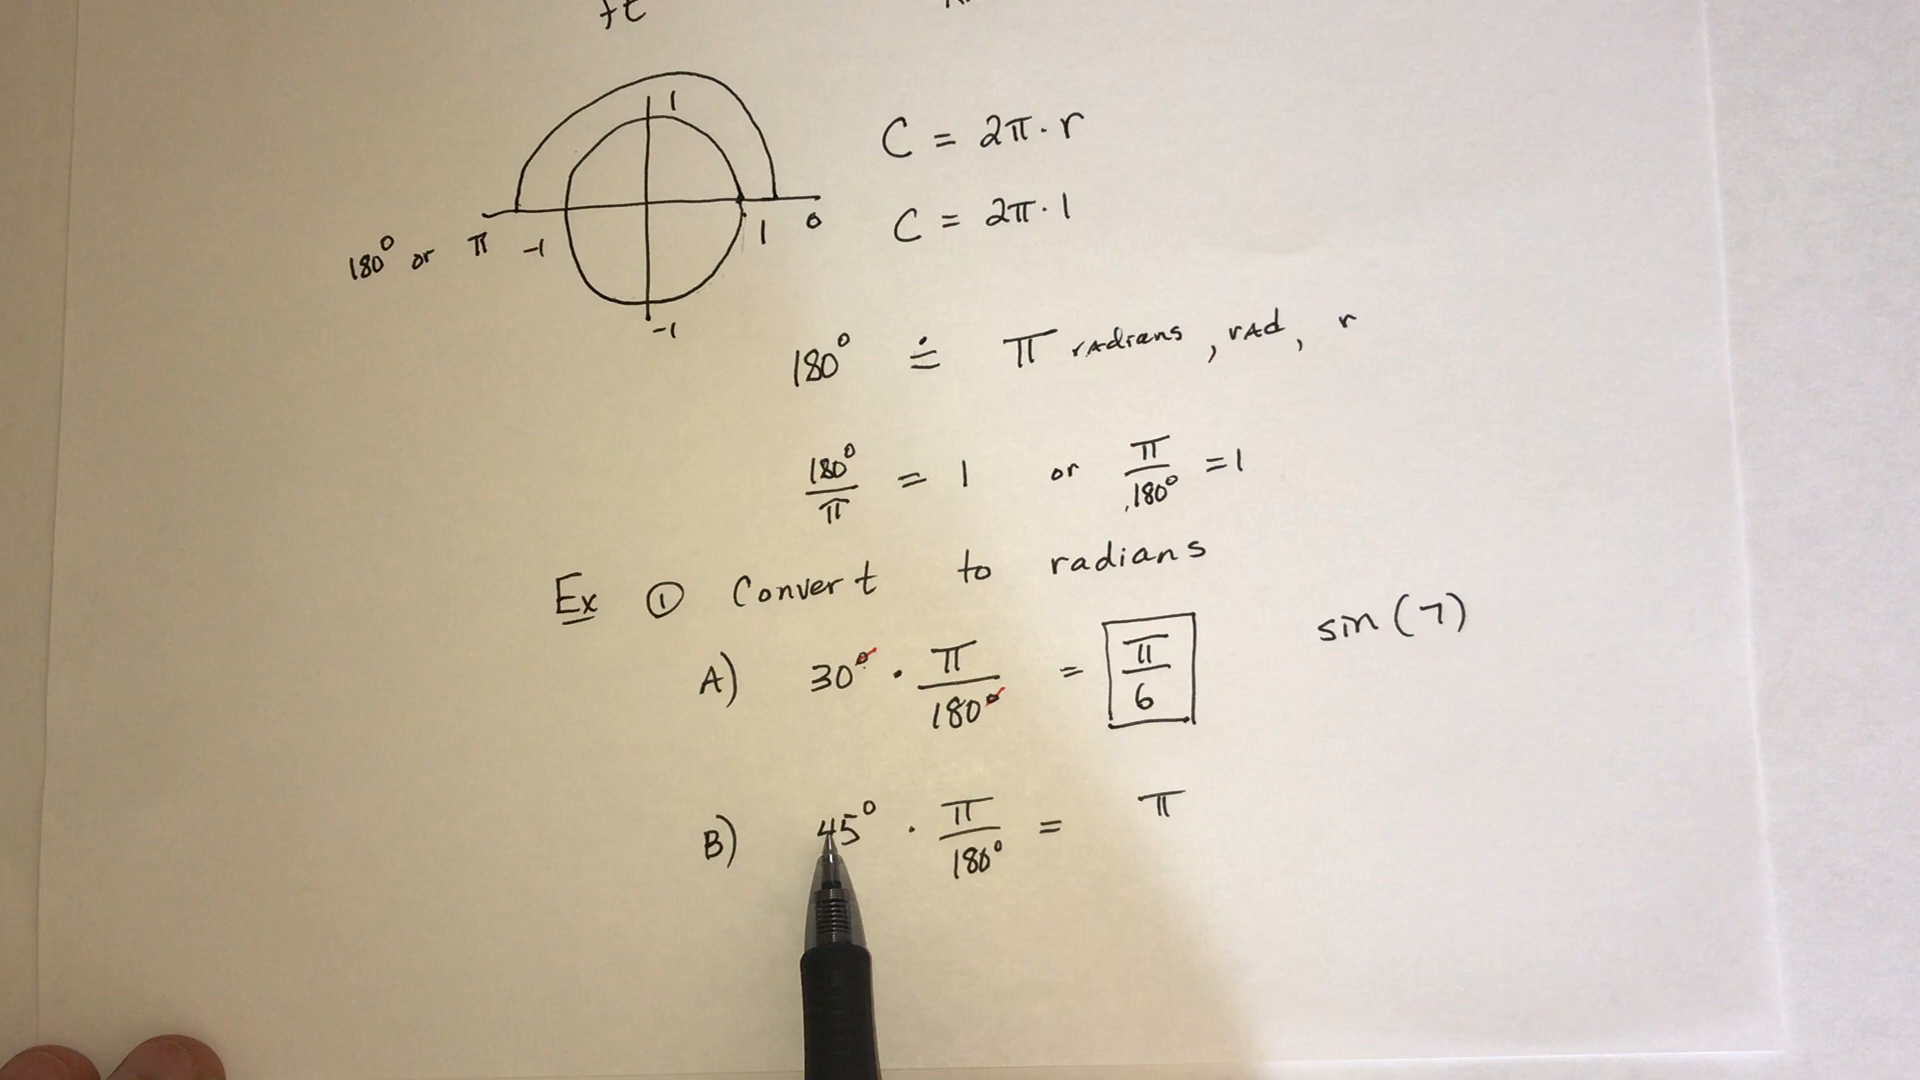 ft
1
C = 2π · r
C = 2π · 1
180° or π -1 1 0
-1
180° ≐ π radians, rad, r
180°/π = 1 or π/180° = 1
Ex ① Convert to radians
A) 30° · π/180° = π/6 sin(7)
B) 45° · π/180° = π